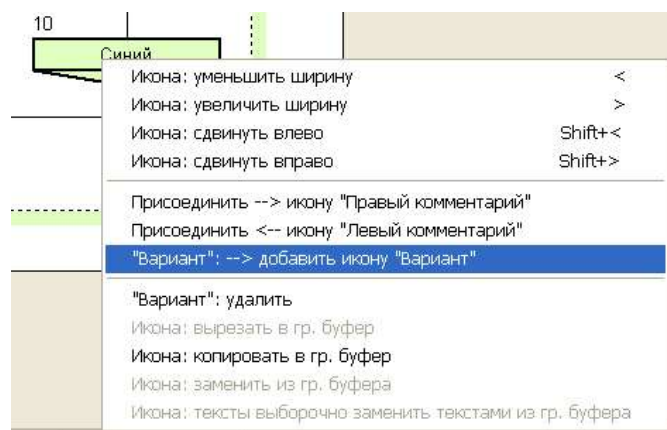 10
Синий
Икона: уменьшить ширину <
Икона: увеличить ширину >
Икона: сдвинуть влево Shift+<
Икона: сдвинуть вправо Shift+>
Присоединить --> икону "Правый комментарий"
Присоединить <-- икону "Левый комментарий"
"Вариант": --> добавить икону "Вариант"
"Вариант": удалить
Икона: вырезать в гр. буфер
Икона: копировать в гр. буфер
Икона: заменить из гр. буфера
Икона: тексты выборочно заменить текстами из гр. буфера